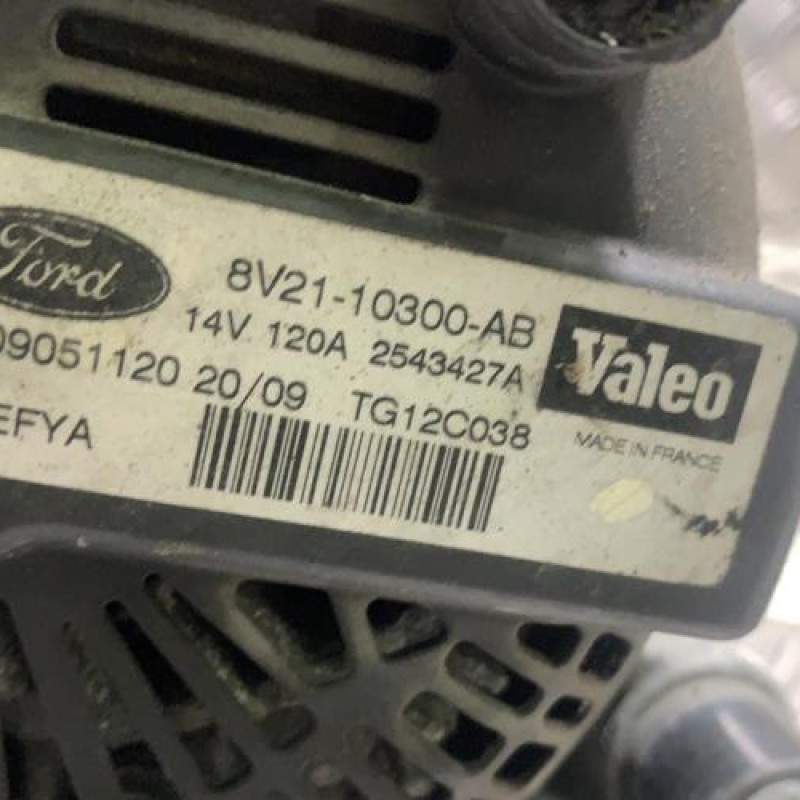 Ford
8V21-10300-AB
14V 120A 2543427A
09051120 20/09 TG12C038
EFYA
Valeo
MADE IN FRANCE